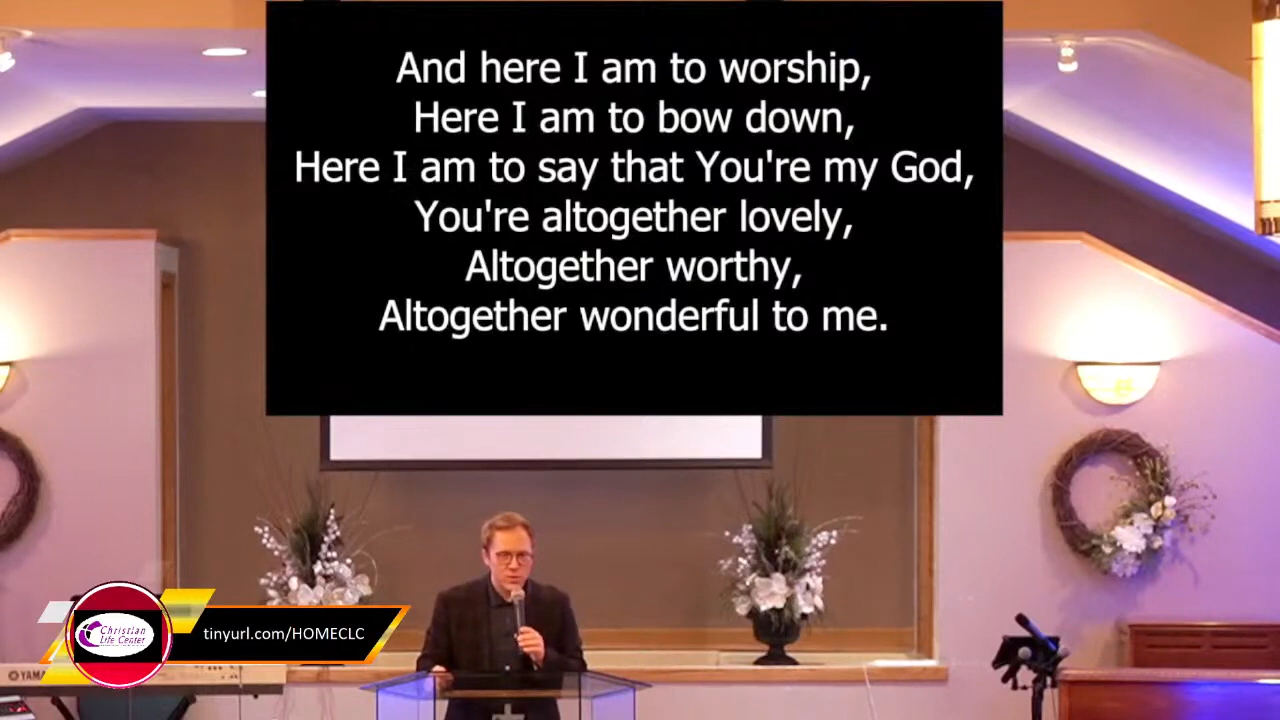 And here I am to worship,
Here I am to bow down,
Here I am to say that You're my God,
You're altogether lovely,
Altogether worthy,
Altogether wonderful to me.
Christian
Life Center
tinyurl.com/HOMECLC
YAMA